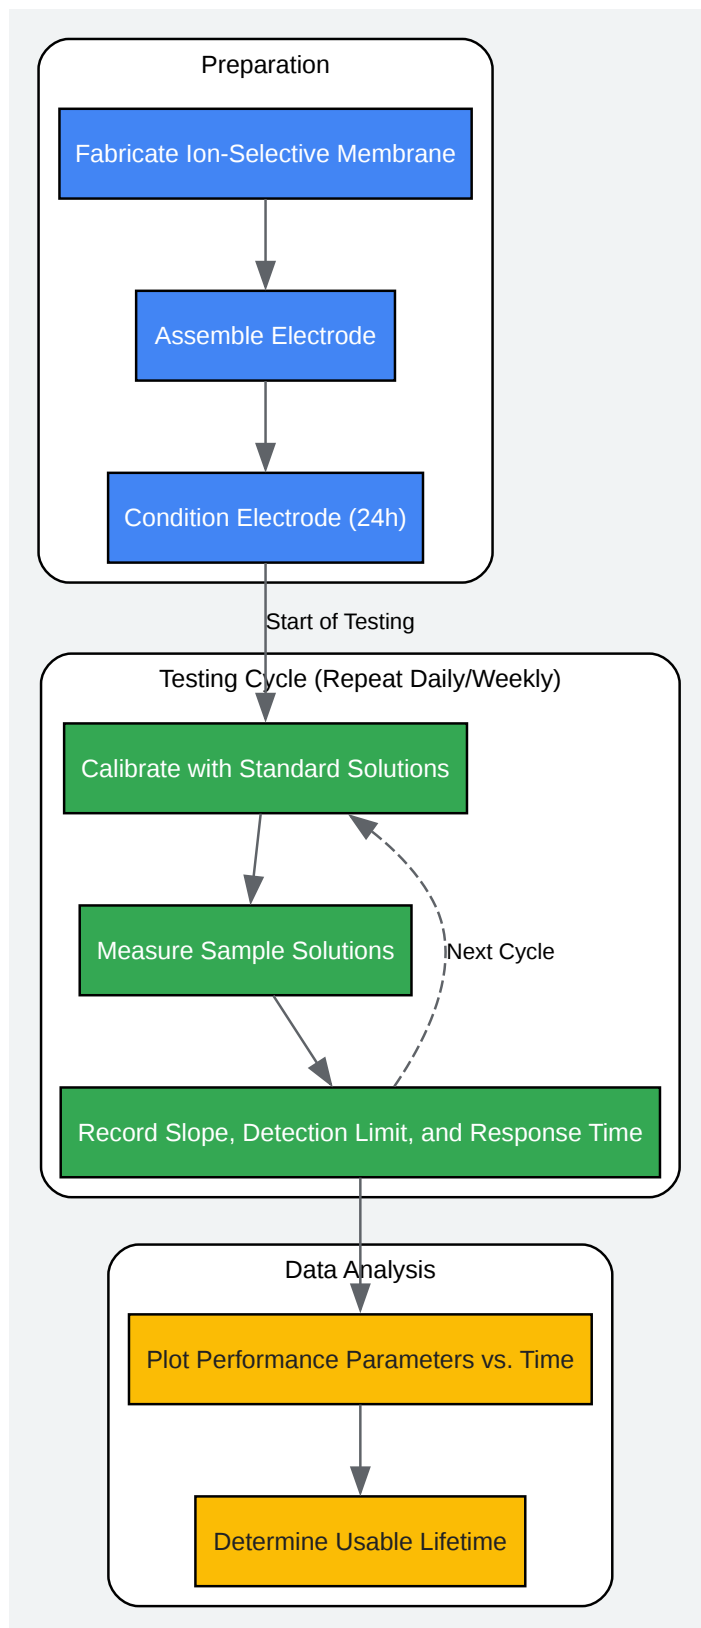 Preparation
Fabricate Ion-Selective Membrane
Assemble Electrode
Condition Electrode (24h)
Start of Testing
Testing Cycle (Repeat Daily/Weekly)
Calibrate with Standard Solutions
Measure Sample Solutions
Next Cycle
Record Slope, Detection Limit, and Response Time
Data Analysis
Plot Performance Parameters vs. Time
Determine Usable Lifetime